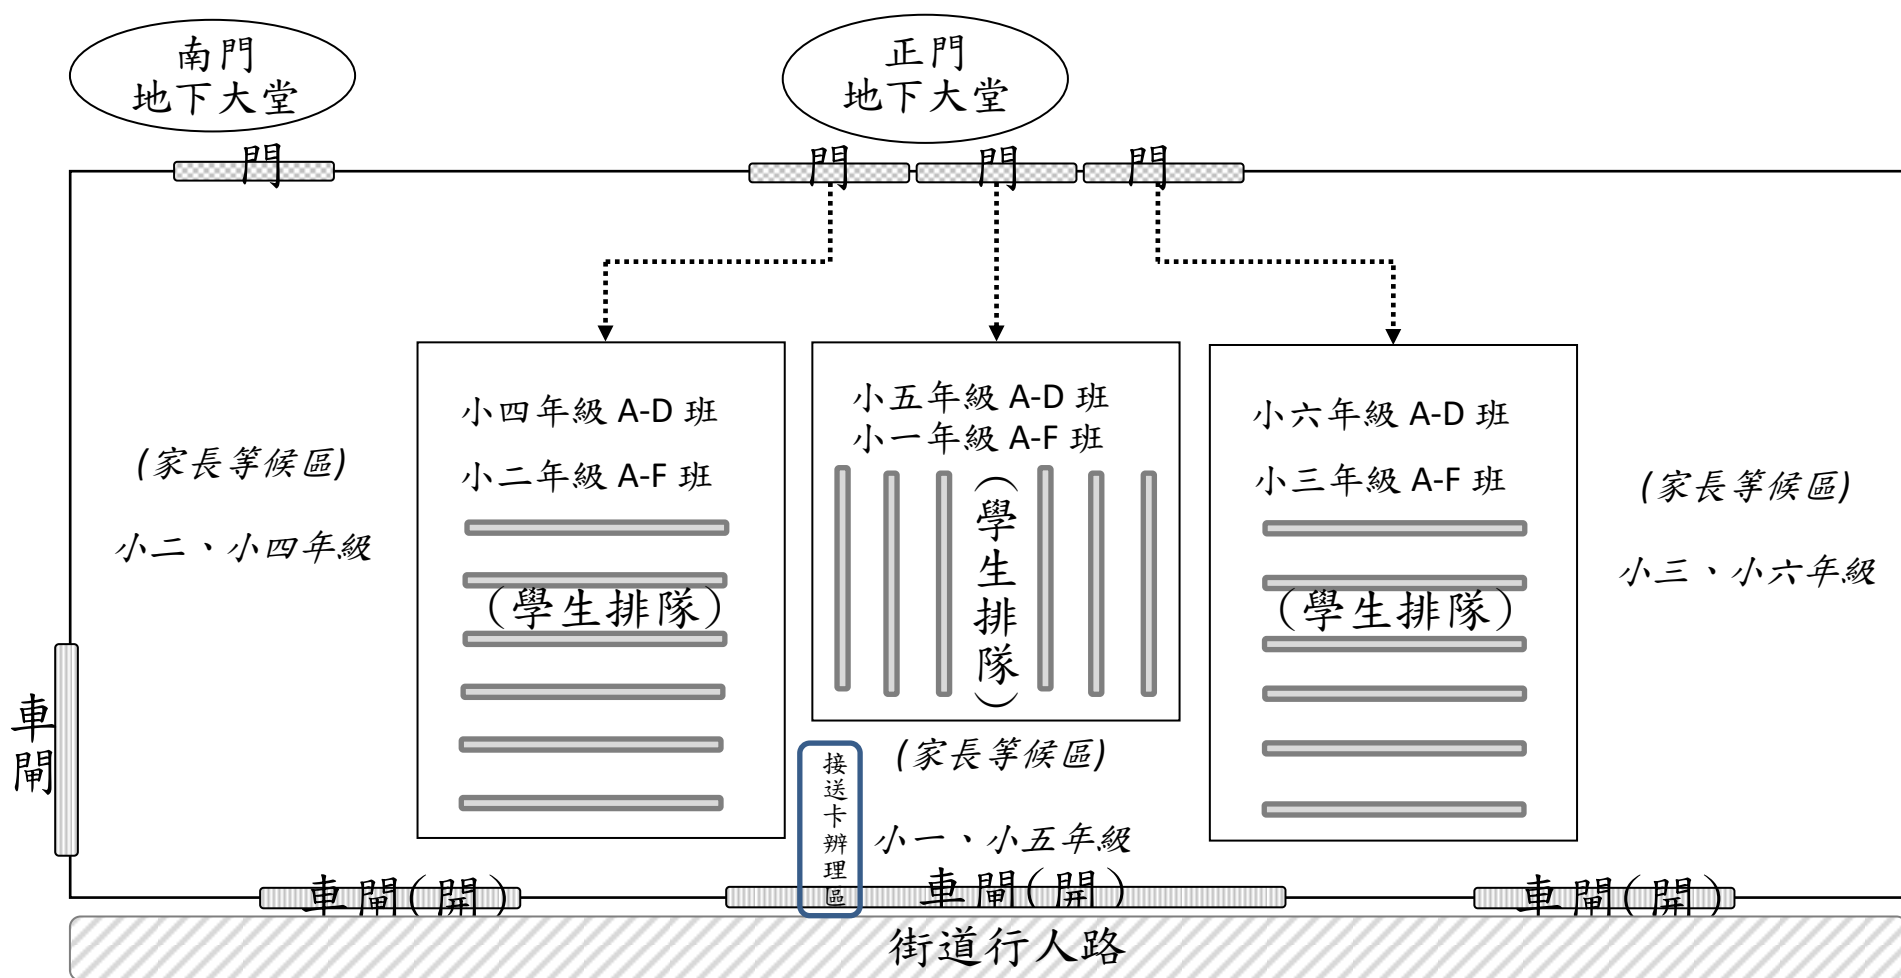 南門
地下大堂
正門
地下大堂
門
門
門
門
小四年級 A-D 班
小二年級 A-F 班
(學生排隊)
小五年級 A-D 班
小一年級 A-F 班
(學生排隊)
小六年級 A-D 班
小三年級 A-F 班
(學生排隊)
(家長等候區)
小二、小四年級
(家長等候區)
小三、小六年級
車閘
接送卡辨理區
(家長等候區)
小一、小五年級
車閘(開)
車閘(開)
車閘(開)
街道行人路